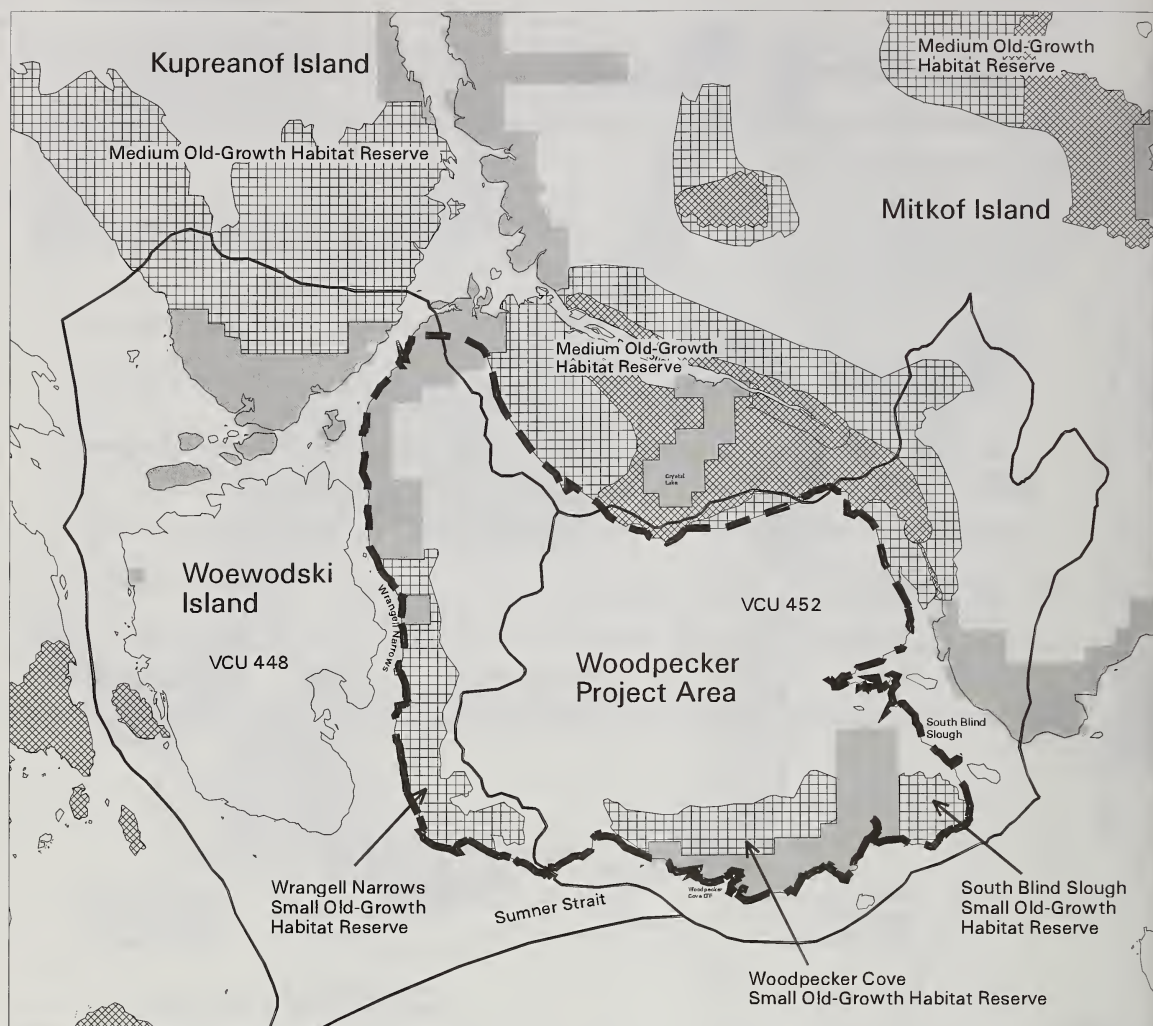 Kupreanof Island
Medium Old-Growth
Habitat Reserve
Medium Old-Growth Habitat Reserve
Mitkof Island
Medium Old-Growth
Habitat Reserve
Crystal
Lake
Woewodski
Island
VCU 448
Wrangell Narrows
VCU 452
Woodpecker
Project Area
South Blind
Slough
Wrangell Narrows
Small Old-Growth
Habitat Reserve
Sumner Strait
Woodpecker
Cove LTF
South Blind Slough
Small Old-Growth
Habitat Reserve
Woodpecker Cove
Small Old-Growth Habitat Reserve